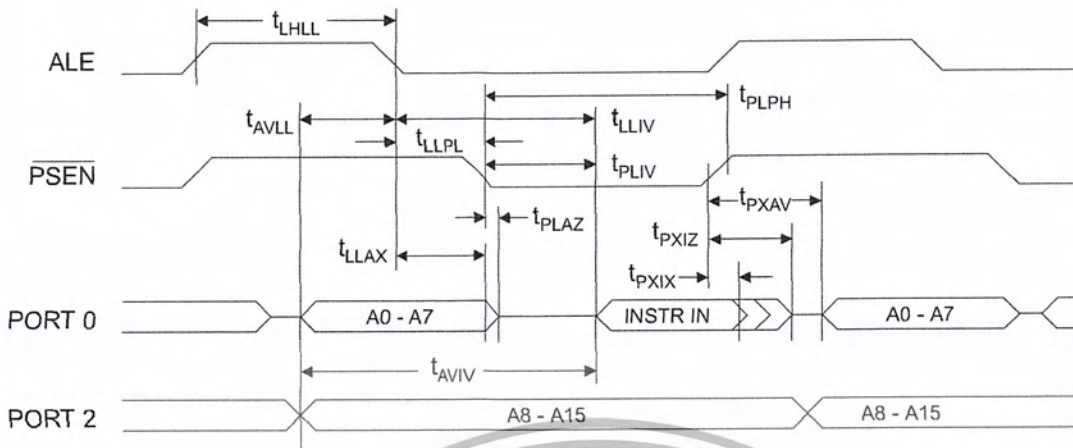 tLHLL
ALE
tPLPH
tAVLL
tLLIV
tLLPL
PSEN
tPLIV
tPXAV
tPLAZ
tPXIZ
tLLAX
tPXIX
PORT 0
A0 - A7
INSTR IN
A0 - A7
tAVIV
PORT 2
A8 - A15
A8 - A15